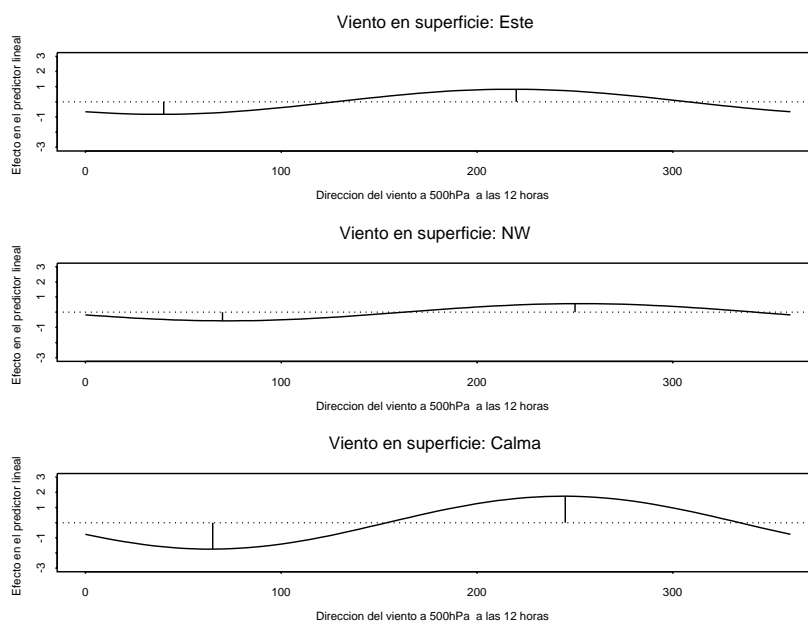 Viento en superficie: Este
Efecto en el predictor lineal
3
2
1
-1
-3
0 100 200 300
Direccion del viento a 500hPa a las 12 horas
Viento en superficie: NW
Efecto en el predictor lineal
3
2
1
-1
-3
0 100 200 300
Direccion del viento a 500hPa a las 12 horas
Viento en superficie: Calma
Efecto en el predictor lineal
3
2
1
-1
-3
0 100 200 300
Direccion del viento a 500hPa a las 12 horas